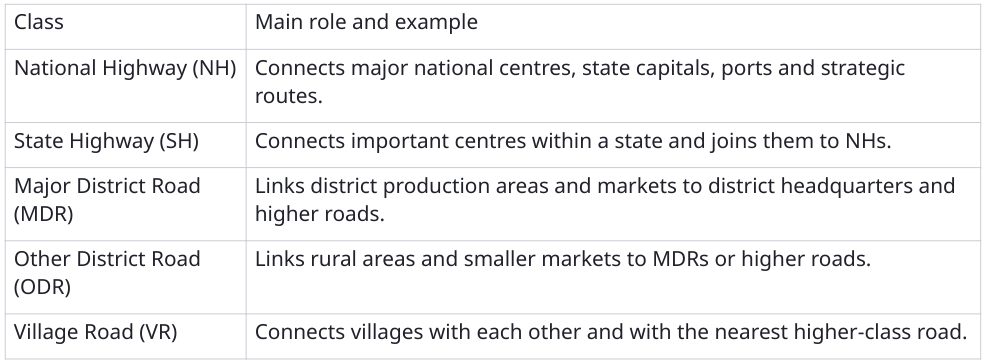 Class
Main role and example
National Highway (NH)
Connects major national centres, state capitals, ports and strategic
routes.
State Highway (SH)
Connects important centres within a state and joins them to NHs.
Major District Road
(MDR)
Links district production areas and markets to district headquarters and
higher roads.
Other District Road
(ODR)
Links rural areas and smaller markets to MDRs or higher roads.
Village Road (VR)
Connects villages with each other and with the nearest higher-class road.